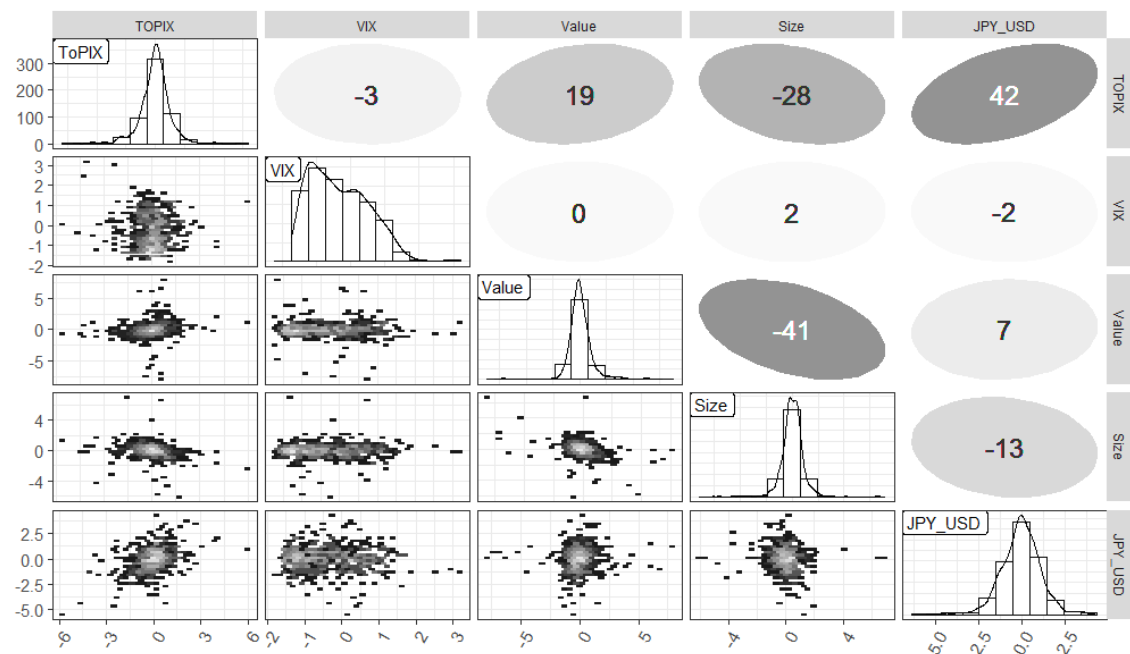 TOPIX VIX Value Size JPY_USD
ToPIX
300
200
100
0
-3 19 -28 42
TOPIX
3
2
1
0
-1
-2
VIX
0 2 -2
VIX
5
0
-5
Value
-41 7
Value
4
0
-4
Size
-13
Size
2.5
0.0
-2.5
-5.0
JPY_USD
JPY_USD
-6 -3 0 3 6
-2 -1 0 1 2 3
-5 0 5
-4 0 4
5.0 2.5 0.0 2.5